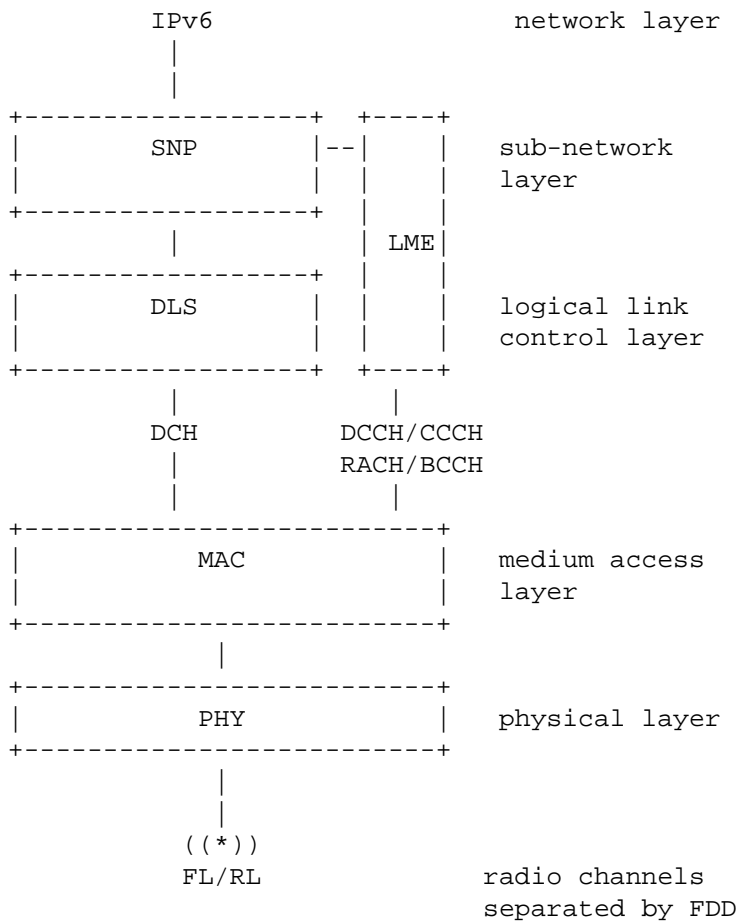 IPv6 network layer
SNP sub-network
layer
LME
DLS logical link
control layer
DCH DCCH/CCCH
RACH/BCCH
MAC medium access
layer
PHY physical layer
((*))
FL/RL radio channels
separated by FDD